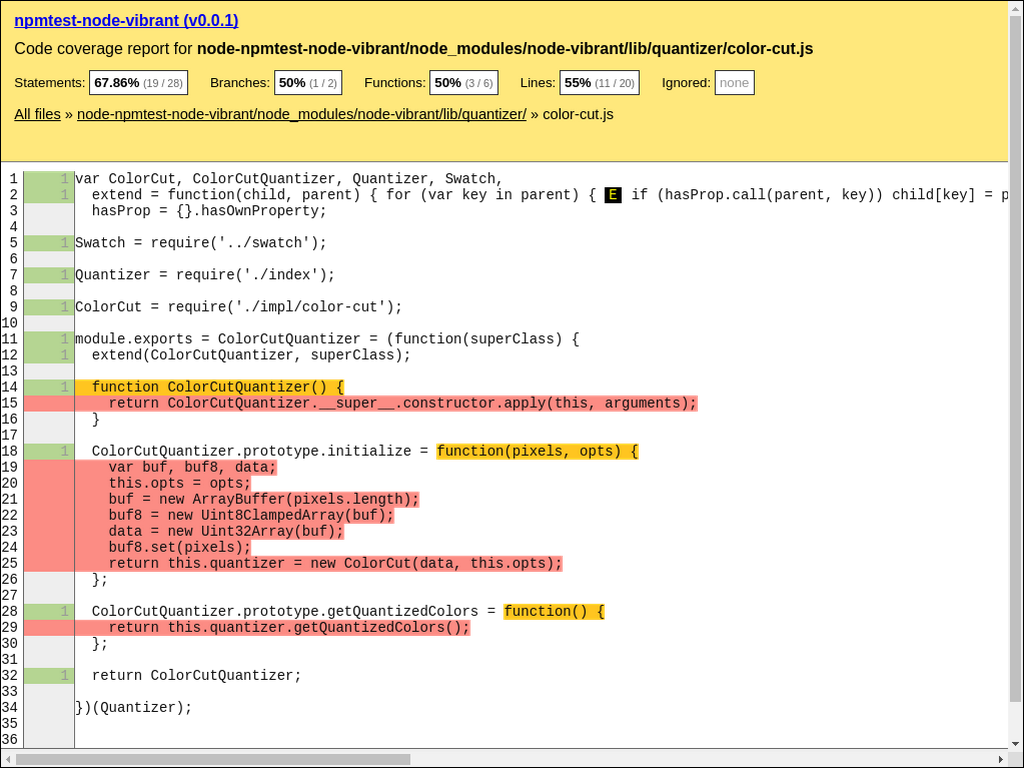 npmtest-node-vibrant (v0.0.1)
Code coverage report for node-npmtest-node-vibrant/node_modules/node-vibrant/lib/quantizer/color-cut.js
Statements: 67.86% (19 / 28) Branches: 50% (1 / 2) Functions: 50% (3 / 6) Lines: 55% (11 / 20) Ignored: none
All files » node-npmtest-node-vibrant/node_modules/node-vibrant/lib/quantizer/ » color-cut.js
1 1 var ColorCut, ColorCutQuantizer, Quantizer, Swatch,
2 1 extend = function(child, parent) { for (var key in parent) { E if (hasProp.call(parent, key)) child[key] = p
3 hasProp = {}.hasOwnProperty;
4
5 1 Swatch = require('../swatch');
6
7 1 Quantizer = require('./index');
8
9 1 ColorCut = require('./impl/color-cut');
10
11 1 module.exports = ColorCutQuantizer = (function(superClass) {
12 1 extend(ColorCutQuantizer, superClass);
13
14 1 function ColorCutQuantizer() {
15 return ColorCutQuantizer.__super__.constructor.apply(this, arguments);
16 }
17
18 1 ColorCutQuantizer.prototype.initialize = function(pixels, opts) {
19 var buf, buf8, data;
20 this.opts = opts;
21 buf = new ArrayBuffer(pixels.length);
22 buf8 = new Uint8ClampedArray(buf);
23 data = new Uint32Array(buf);
24 buf8.set(pixels);
25 return this.quantizer = new ColorCut(data, this.opts);
26 };
27
28 1 ColorCutQuantizer.prototype.getQuantizedColors = function() {
29 return this.quantizer.getQuantizedColors();
30 };
31
32 1 return ColorCutQuantizer;
33
34 })(Quantizer);
35
36